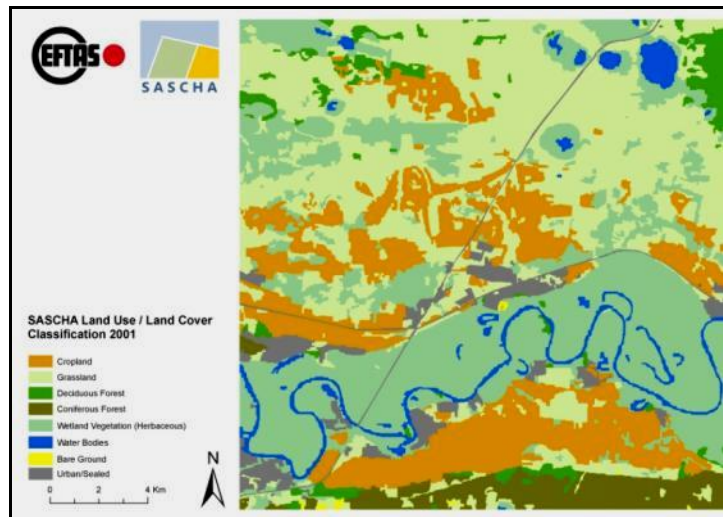 EFTAS
SASCHA
SASCHA Land Use / Land Cover
Classification 2001
Cropland
Grassland
Deciduous Forest
Coniferous Forest
Wetland Vegetation (Herbaceous)
Water Bodies
Bare Ground
Urban/Sealed
N
0 2 4 Km